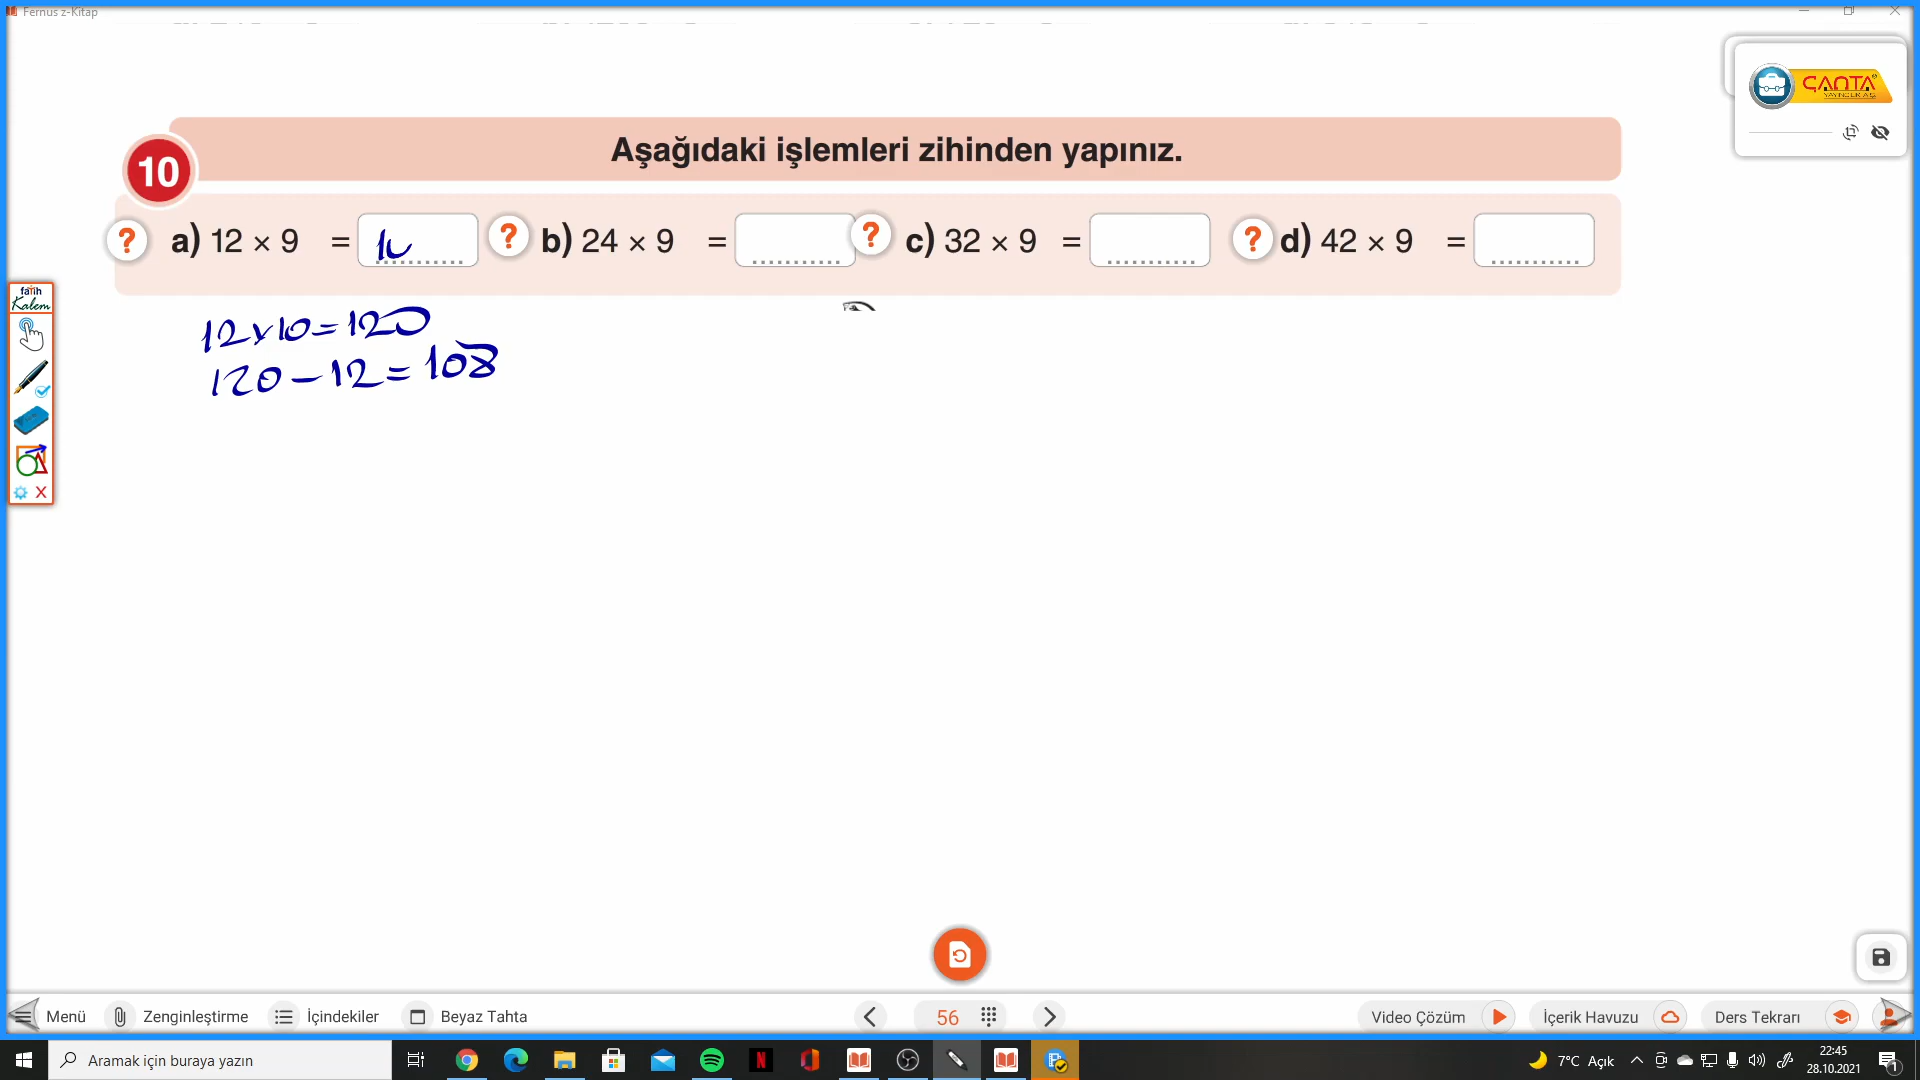 Fernus z-Kitap
ÇANTA
YAYINCILIK A.Ş.
10
Aşağıdaki işlemleri zihinden yapınız.
? a) 12 × 9 = 10 ? b) 24 × 9 = ........... ? c) 32 × 9 = ........... ? d) 42 × 9 = ...........
12x10=120
120-12=108
fatih
Kalem
Menü Zenginleştirme İçindekiler Beyaz Tahta 56 Video Çözüm İçerik Havuzu Ders Tekrarı
Aramak için buraya yazın 7°C Açık 22:45
28.10.2021 1